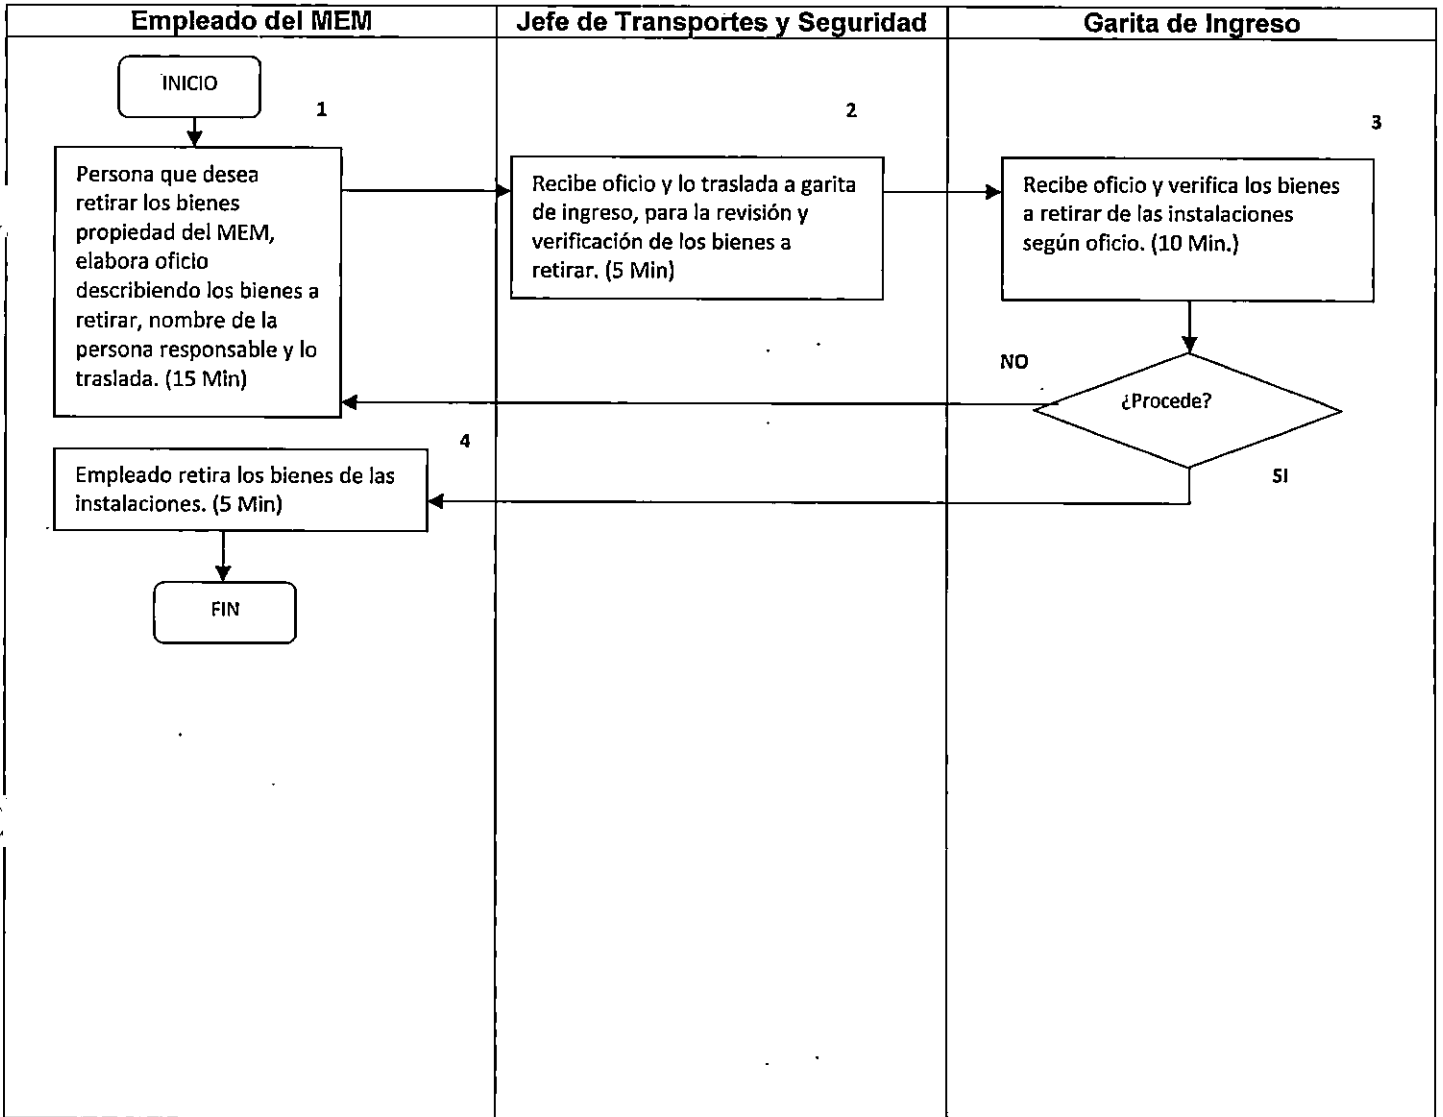 Empleado del MEM
Jefe de Transportes y Seguridad
Garita de Ingreso
INICIO
1
Persona que desea
retirar los bienes
propiedad del MEM,
elabora oficio
describiendo los bienes a
retirar, nombre de la
persona responsable y lo
traslada. (15 Min)
2
Recibe oficio y lo traslada a garita
de ingreso, para la revisión y
verificación de los bienes a
retirar. (5 Min)
3
Recibe oficio y verifica los bienes
a retirar de las instalaciones
según oficio. (10 Min.)
¿Procede?
NO
SI
4
Empleado retira los bienes de las
instalaciones. (5 Min)
FIN